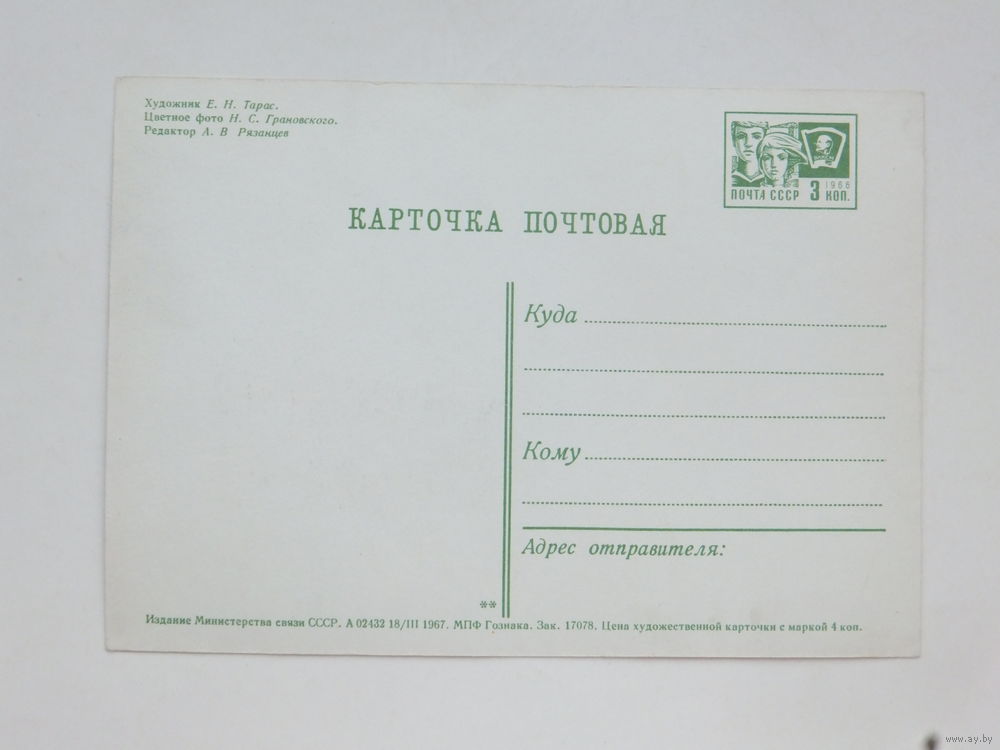 Художник Е. Н. Тарас.
Цветное фото Н. С. Грановского.
Редактор А. В Рязанцев
1966
ПОЧТА СССР 3 КОП.
КАРТОЧКА ПОЧТОВАЯ
Куда
Кому
Адрес отправителя:
**
Издание Министерства связи СССР. А 02432 18/III 1967. МПФ Гознака. Зак. 17078. Цена художественной карточки с маркой 4 коп.
www.ay.by